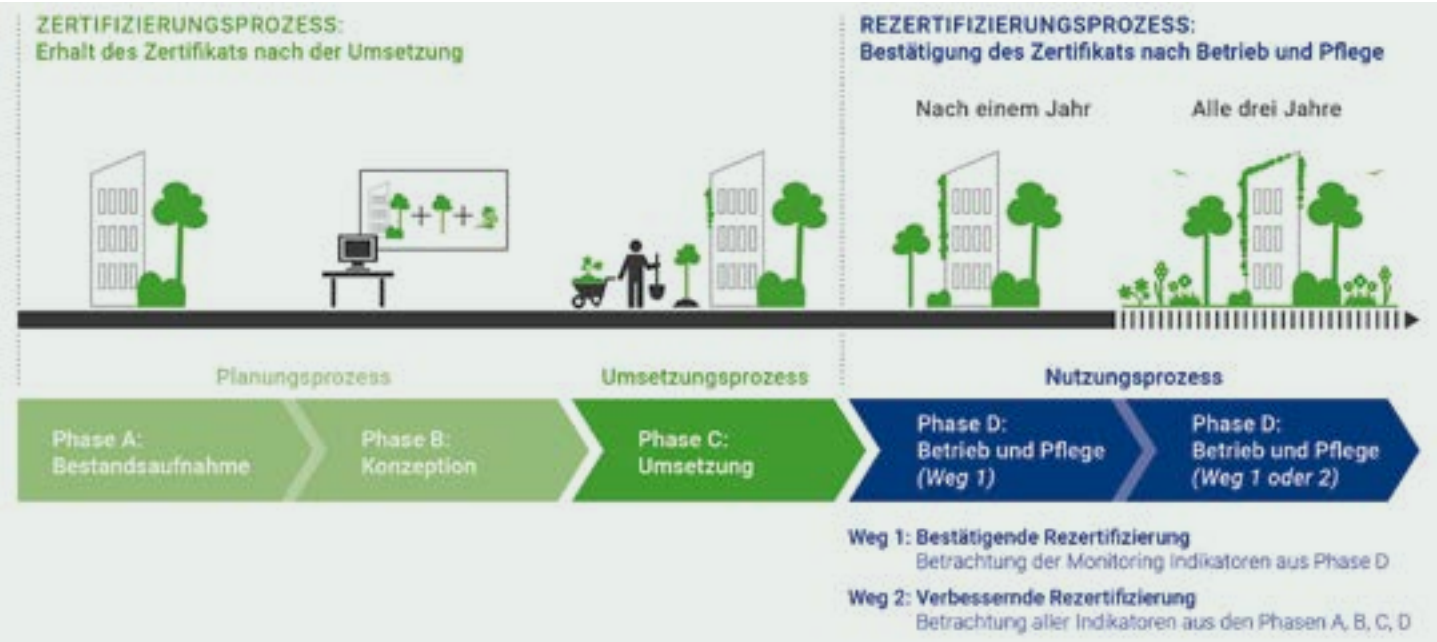 ZERTIFIZIERUNGSPROZESS:
Erhalt des Zertifikats nach der Umsetzung
REZERTIFIZIERUNGSPROZESS:
Bestätigung des Zertifikats nach Betrieb und Pflege
Nach einem Jahr
Alle drei Jahre
Planungsprozess
Umsetzungsprozess
Nutzungsprozess
Phase A:
Bestandsaufnahme
Phase B:
Konzeption
Phase C:
Umsetzung
Phase D:
Betrieb und Pflege
(Weg 1)
Phase D:
Betrieb und Pflege
(Weg 1 oder 2)
Weg 1: Bestätigende Rezertifizierung
Betrachtung der Monitoring Indikatoren aus Phase D
Weg 2: Verbessernde Rezertifizierung
Betrachtung aller Indikatoren aus den Phasen A, B, C, D